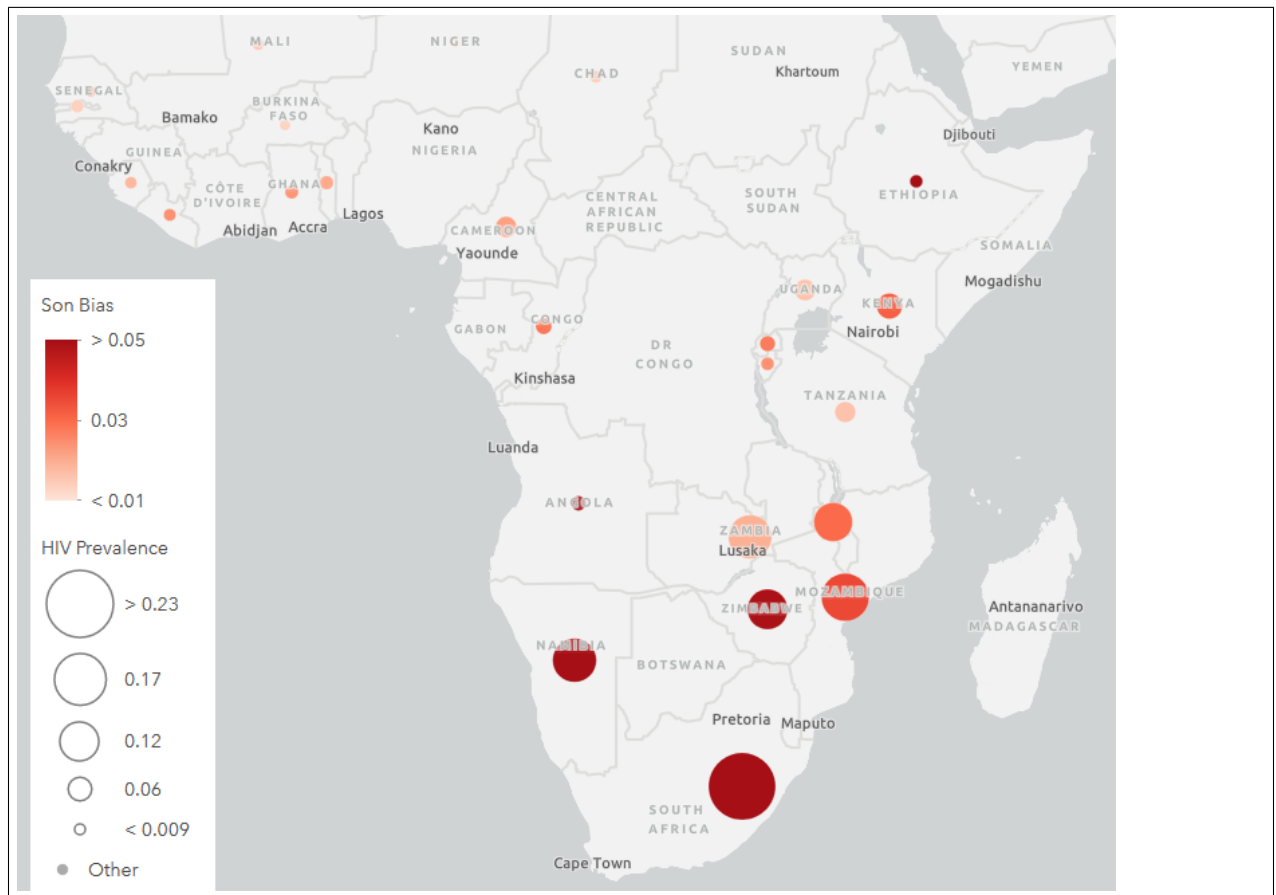 MALI
NIGER
SUDAN
Khartoum
YEMEN
CHAD
SENEGAL
BURKINA
FASO
Bamako
Kano
NIGERIA
Djibouti
GUINEA
Conakry
CÔTE
D'IVOIRE
GHANA
Abidjan
Accra
Lagos
CENTRAL
AFRICAN
REPUBLIC
SOUTH
SUDAN
ETHIOPIA
CAMEROON
Yaounde
SOMALIA
Mogadishu
UGANDA
KENYA
Nairobi
GABON
CONGO
DR
CONGO
Kinshasa
TANZANIA
Luanda
ANGOLA
ZAMBIA
Lusaka
MOZAMBIQUE
ZIMBABWE
Antananarivo
MADAGASCAR
NAMIBIA
BOTSWANA
Pretoria
Maputo
SOUTH
AFRICA
Cape Town
Son Bias
> 0.05
0.03
< 0.01
HIV Prevalence
> 0.23
0.17
0.12
0.06
< 0.009
Other